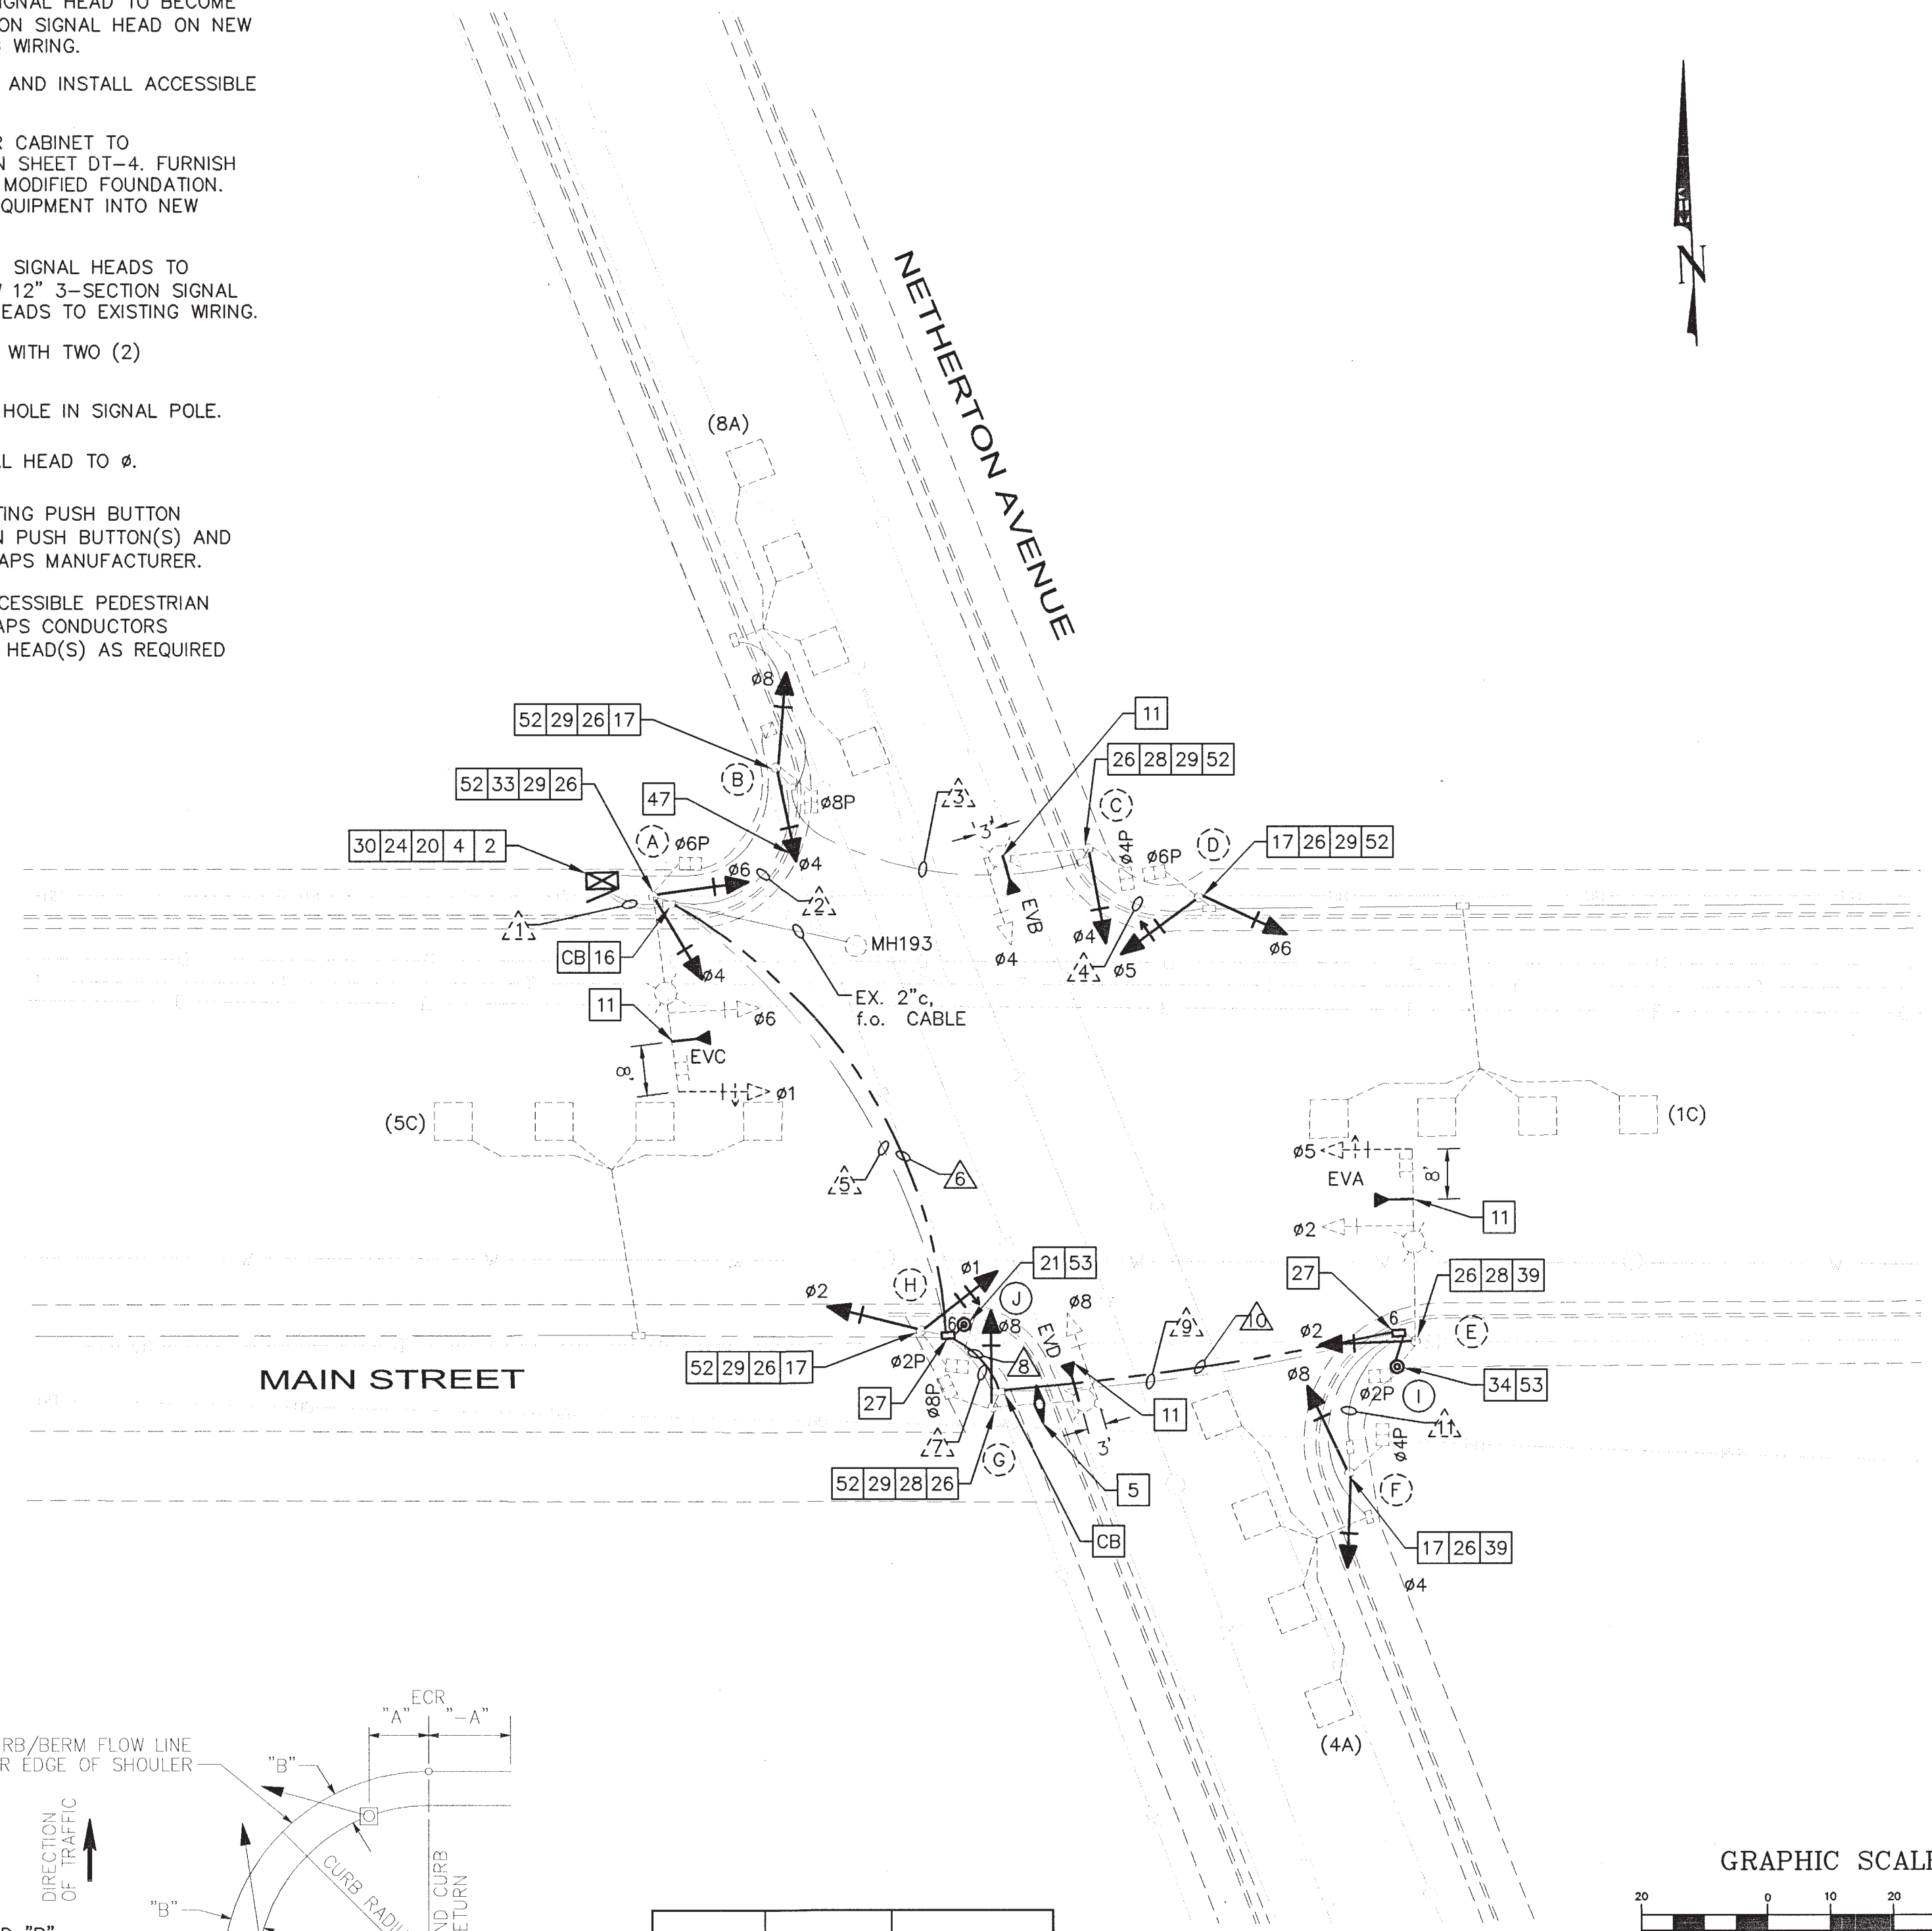 SIGNAL HEAD TO BECOME
ON SIGNAL HEAD ON NEW
WIRING.
AND INSTALL ACCESSIBLE
R CABINET TO
N SHEET DT-4. FURNISH
MODIFIED FOUNDATION.
QUIPMENT INTO NEW
SIGNAL HEADS TO
12" 3-SECTION SIGNAL
EADS TO EXISTING WIRING.
WITH TWO (2)
HOLE IN SIGNAL POLE.
L HEAD TO ø.
TING PUSH BUTTON
N PUSH BUTTON(S) AND
APS MANUFACTURER.
CESSIBLE PEDESTRIAN
APS CONDUCTORS
HEAD(S) AS REQUIRED
N
NETHERTON AVENUE
(8A)
ø8
52 29 26 17
11
26 28 29 52
B
52 33 29 26
47
ø8P
3
3'
C
A
ø6P
ø4P
ø6P
D
17 26 29 52
30 24 20 4 2
ø4
ø6
2
1
EVB
MH193
ø4
ø4
4
ø5
ø6
CB 16
ø4
11
EX. 2"c,
f.o. CABLE
ø6
EVC
8'
ø1
(5C)
(1C)
ø5
EVA
8'
5
6
11
ø2
27
26 28 39
21 53
ø1
H
J
ø2
ø8
6
ø8
9
10
6
ø2
E
EVD
MAIN STREET
52 29 26 17
ø2P
8
ø8
ø2P
I
34 53
27
ø8P
7
11
3'
11
ø4P
G
52 29 28 26
5
F
CB
17 26 39
ø4
(4A)
ECR
"A" "-A"
RB/BERM FLOW LINE
R EDGE OF SHOULER
"B"
DIRECTION
OF TRAFFIC
CURB RADIU
ND CURB
ETURN
"B"
GRAPHIC SCALE
20 0 10 20